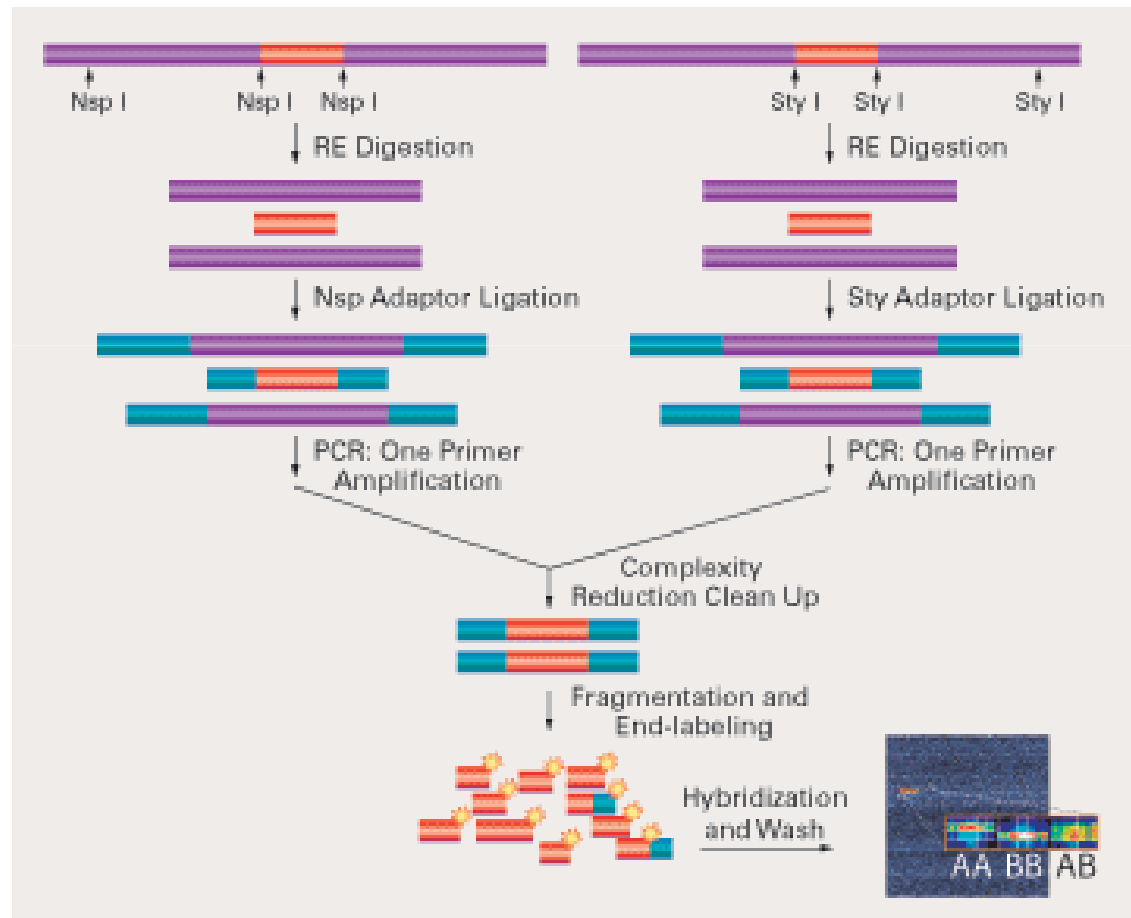 Nsp I Nsp I Nsp I
Sty I Sty I Sty I
RE Digestion
RE Digestion
Nsp Adaptor Ligation
Sty Adaptor Ligation
PCR: One Primer
Amplification
PCR: One Primer
Amplification
Complexity
Reduction Clean Up
Fragmentation and
End-labeling
Hybridization
and Wash
AA BB AB